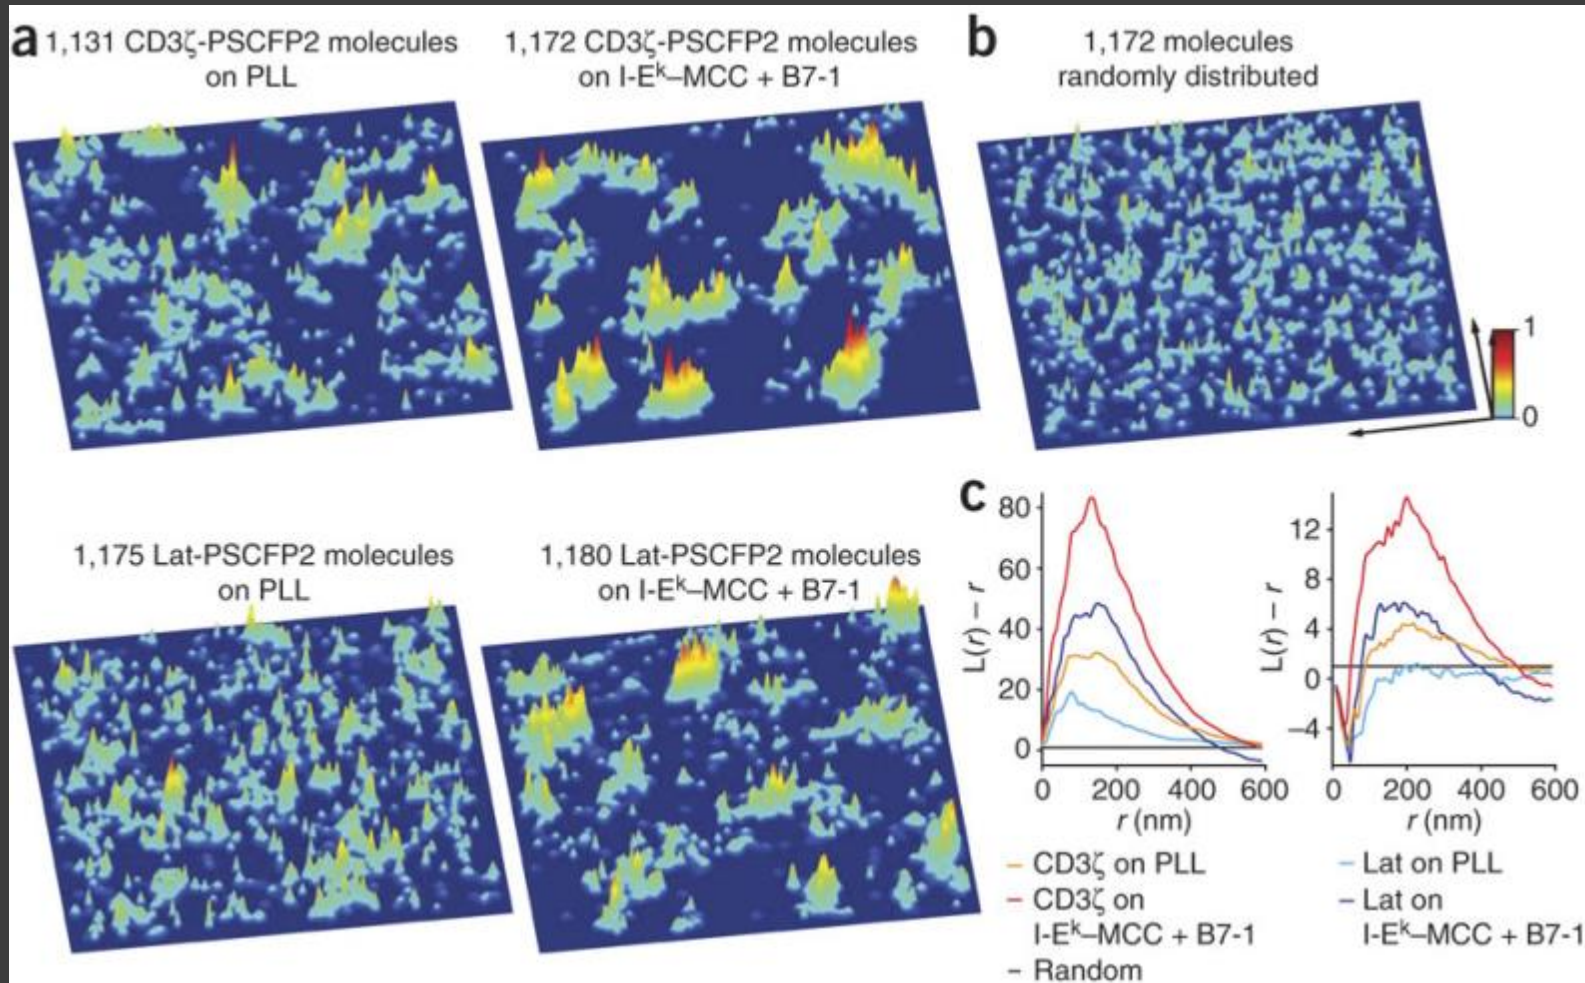 a
1,131 CD3ζ-PSCFP2 molecules
on PLL
1,172 CD3ζ-PSCFP2 molecules
on I-Eᵏ–MCC + B7-1
b
1,172 molecules
randomly distributed
1
0
1,175 Lat-PSCFP2 molecules
on PLL
1,180 Lat-PSCFP2 molecules
on I-Eᵏ–MCC + B7-1
c
L(r) – r
80
60
40
20
0
0 200 400 600
r (nm)
L(r) – r
12
8
4
0
–4
0 200 400 600
r (nm)
CD3ζ on PLL
CD3ζ on
I-Eᵏ–MCC + B7-1
Random
Lat on PLL
Lat on
I-Eᵏ–MCC + B7-1